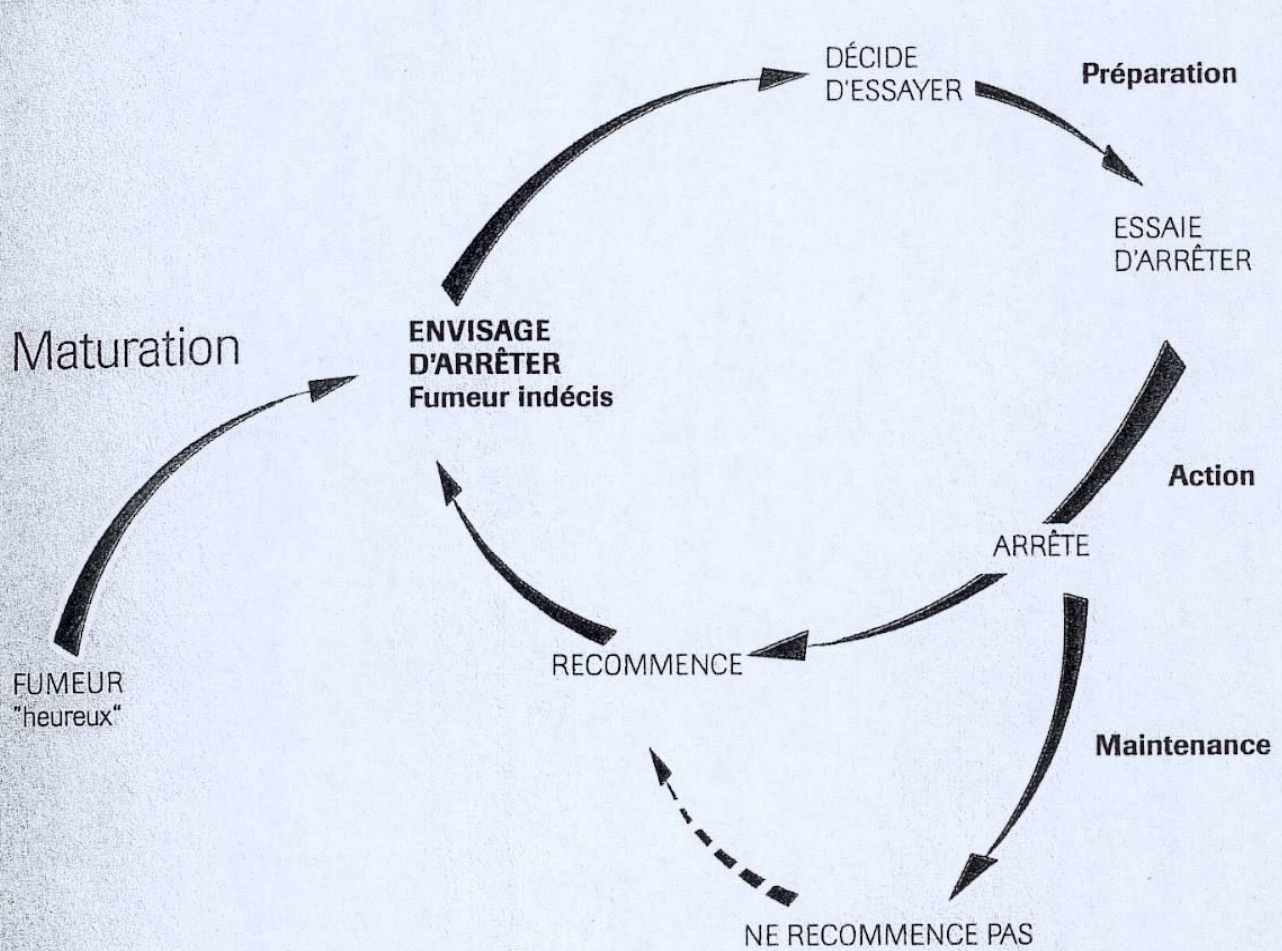 DÉCIDE
D'ESSAYER
Préparation
ESSAIE
D'ARRÊTER
Maturation
ENVISAGE
D'ARRÊTER
Fumeur indécis
Action
ARRÊTE
RECOMMENCE
FUMEUR
"heureux“
Maintenance
NE RECOMMENCE PAS